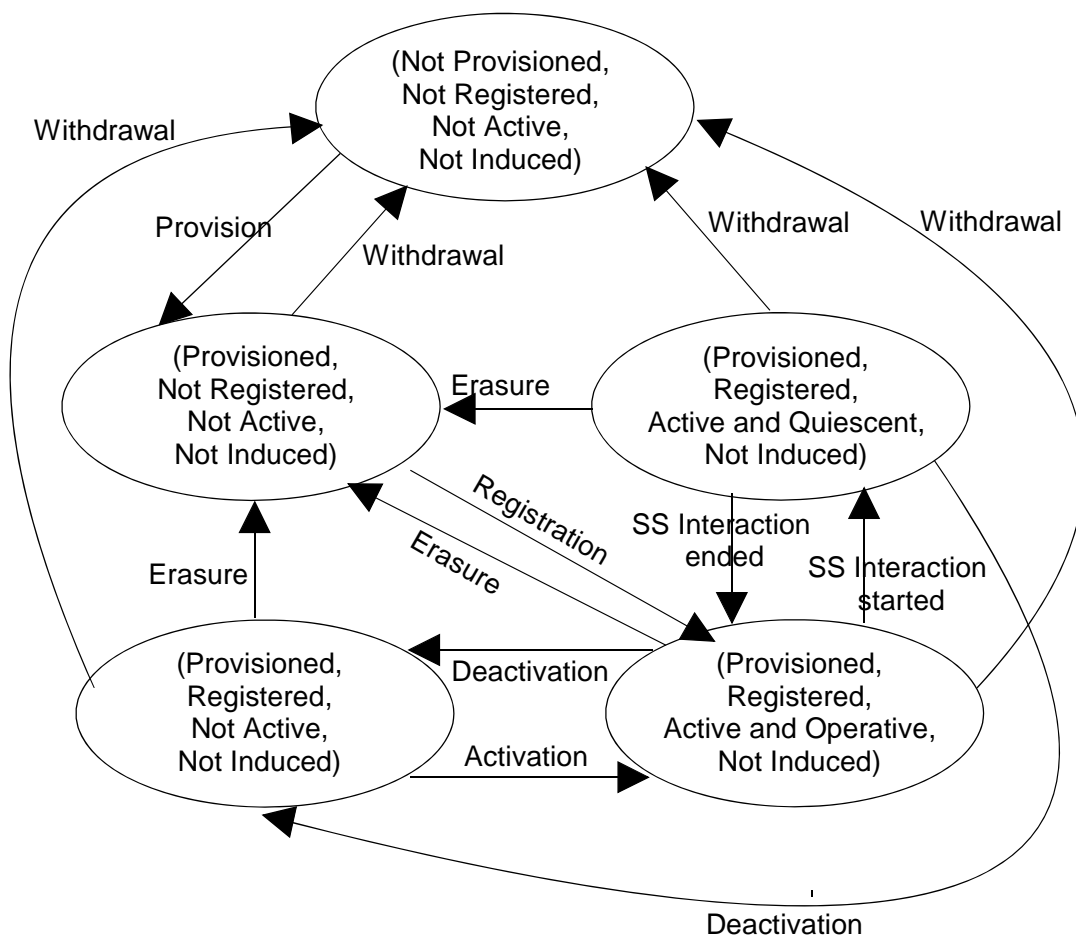 (Not Provisioned,
Not Registered,
Not Active,
Not Induced)
Withdrawal
Provision
Withdrawal
Withdrawal
Withdrawal
(Provisioned,
Not Registered,
Not Active,
Not Induced)
Erasure
(Provisioned,
Registered,
Active and Quiescent,
Not Induced)
Registration
Erasure
SS Interaction
ended
SS Interaction
started
Erasure
(Provisioned,
Registered,
Not Active,
Not Induced)
Deactivation
Activation
(Provisioned,
Registered,
Active and Operative,
Not Induced)
Deactivation